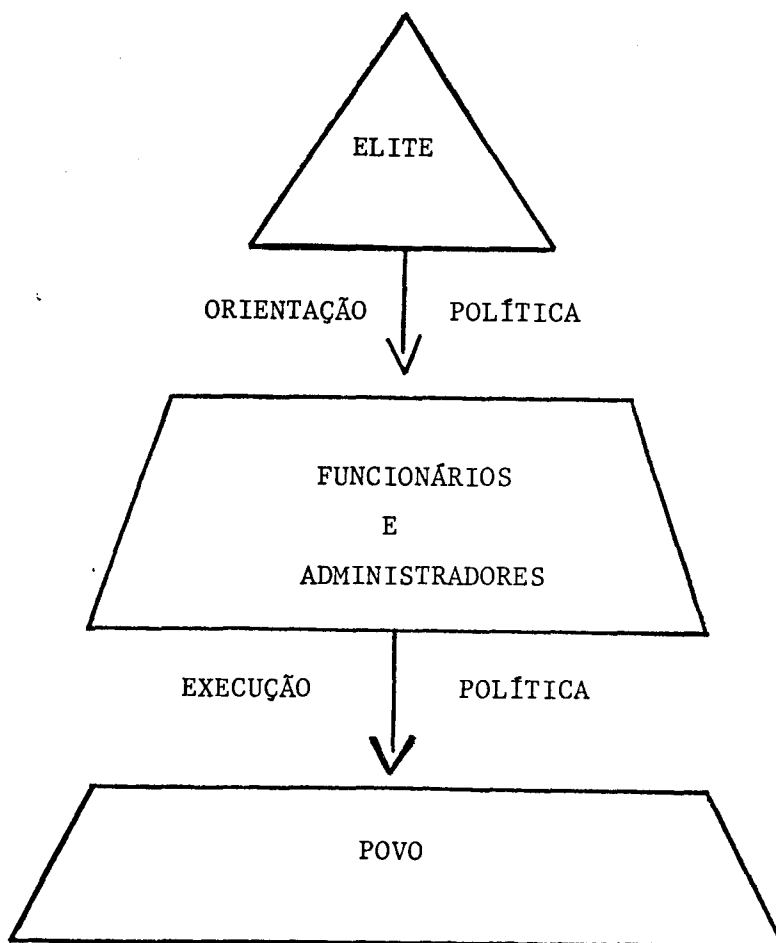 ELITE
ORIENTAÇÃO POLÍTICA
FUNCIONÁRIOS
E
ADMINISTRADORES
EXECUÇÃO POLÍTICA
POVO